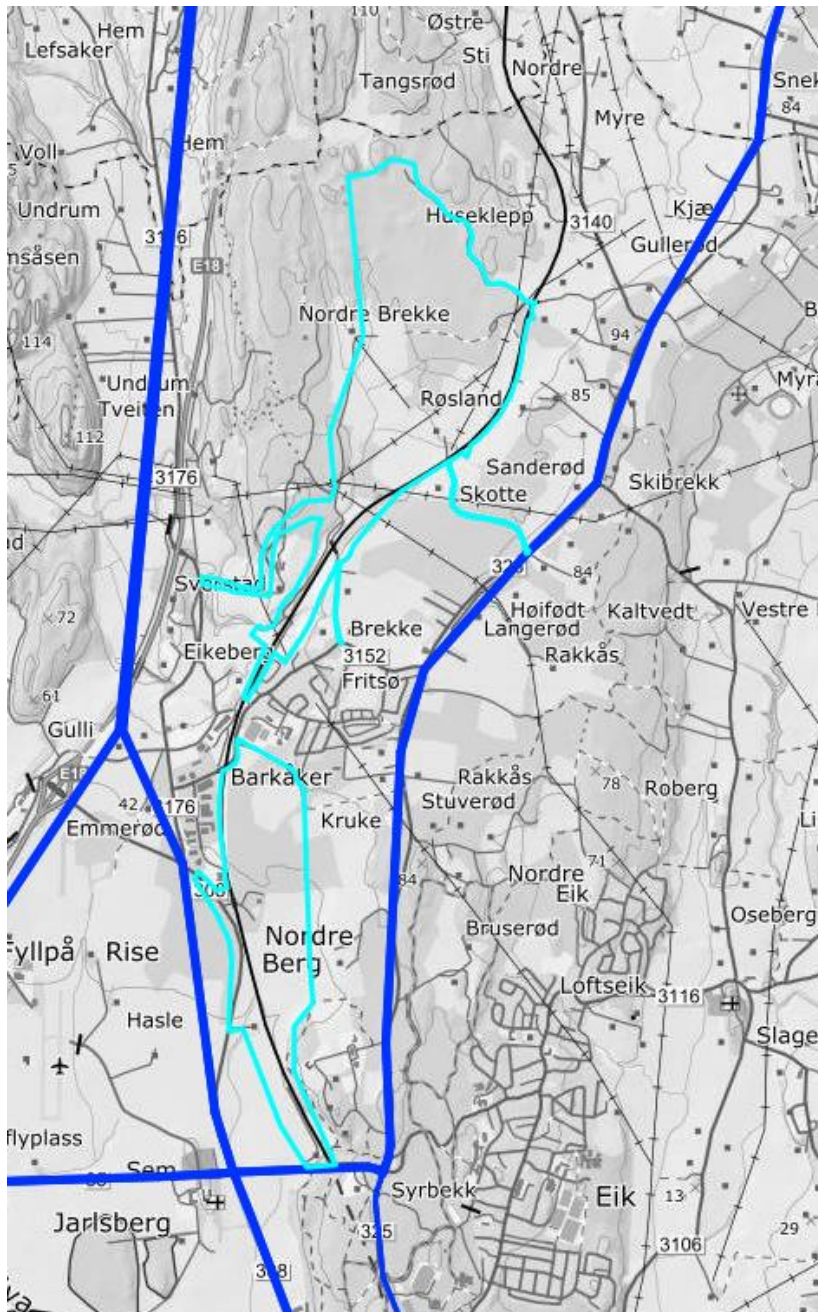 110
Østre
Hem
Lefsaker
Sti
Nordre
Tangsrød
Snek
84
Myre
Hem
Voll
Undrum
Huseklepp
Kjæ
3140
Gullerød
msåsen
E18
Nordre Brekke
94
114
Undrum
Tveiten
Røsland
85
Myra
112
3176
Sanderød
Skotte
Skibrekk
84
Høifødt
Kaltvedt
Vestre
72
Langerød
Brekke
Eikeberg
3152
Rakkås
Fritsø
61
Gulli
E18
Barkåker
Rakkås
78
Roberg
42
3176
Stuverød
Emmerød
Kruke
71
Nordre
Eik
84
308
Oseberg
Nordre
Berg
Bruserød
Fyllpå
Rise
Loftseik
3116
Hasle
Slage
flyplass
Sem
Syrbekk
Eik
13
Jarlsberg
325
29
3106